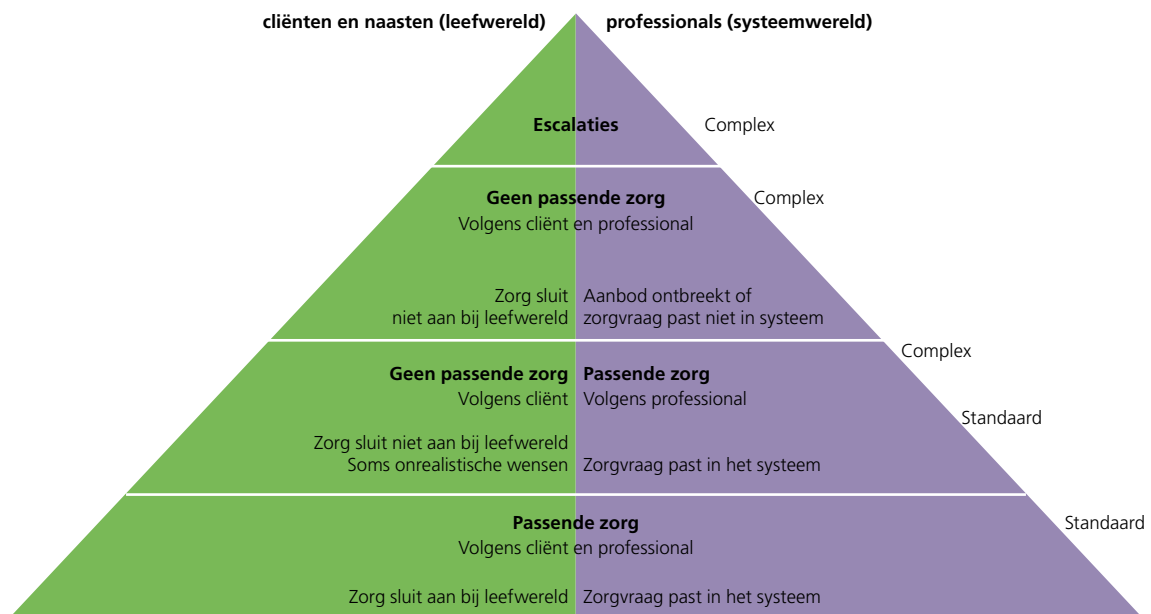 cliënten en naasten (leefwereld)
professionals (systeemwereld)
Escalaties
Complex
Geen passende zorg
Complex
Volgens cliënt en professional
Zorg sluit
niet aan bij leefwereld
Aanbod ontbreekt of
zorgvraag past niet in systeem
Complex
Geen passende zorg
Volgens cliënt
Passende zorg
Volgens professional
Standaard
Zorg sluit niet aan bij leefwereld
Soms onrealistische wensen
Zorgvraag past in het systeem
Passende zorg
Standaard
Volgens cliënt en professional
Zorg sluit aan bij leefwereld
Zorgvraag past in het systeem